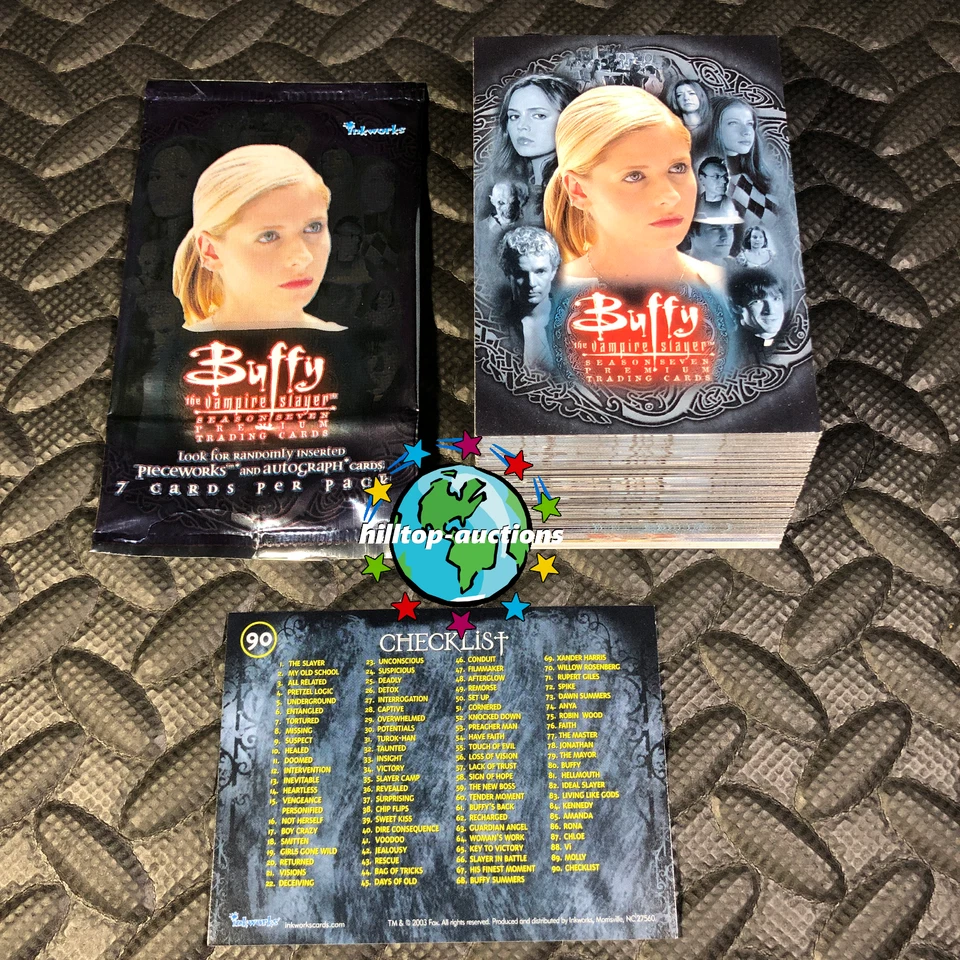 inkworks
Buffy
the vampire slayer™
SEASON SEVEN
PREMIUM
TRADING CARDS
Look for randomly inserted
Pieceworks™ and autograph cards.
7 cards per pack
Buffy
the vampire slayer™
SEASON SEVEN
PREMIUM
TRADING CARDS
hilltop-auctions
90
CHECKLIST
1. THE SLAYER
2. MY OLD SCHOOL
3. ALL RELATED
4. PRETZEL LOGIC
5. UNDERGROUND
6. ENTANGLED
7. TORTURED
8. MISSING
9. SUSPECT
10. HEALED
11. DOOMED
12. INTERVENTION
13. INEVITABLE
14. HEARTLESS
15. VENGEANCE
PERSONIFIED
16. NOT HERSELF
17. BOY CRAZY
18. SMITTEN
19. GIRLS GONE WILD
20. RETURNED
21. VISIONS
22. DECEIVING
23. UNCONSCIOUS
24. SUSPICIOUS
25. DEADLY
26. DETOX
27. INTERROGATION
28. CAPTIVE
29. OVERWHELMED
30. POTENTIALS
31. TUROK-HAN
32. TAUNTED
33. INSIGHT
34. VICTORY
35. SLAYER CAMP
36. REVEALED
37. SURPRISING
38. CHIP FLIPS
39. SWEET KISS
40. DIRE CONSEQUENCE
41. VOODOO
42. JEALOUSY
43. RESCUE
44. BAG OF TRICKS
45. DAYS OF OLD
46. CONDUIT
47. FILMMAKER
48. AFTERGLOW
49. REMORSE
50. SET UP
51. CORNERED
52. KNOCKED DOWN
53. PREACHER MAN
54. HAVE FAITH
55. TOUCH OF EVIL
56. LOSS OF VISION
57. LACK OF TRUST
58. SIGN OF HOPE
59. THE NEW BOSS
60. TENDER MOMENT
61. BUFFY'S BACK
62. RECHARGED
63. GUARDIAN ANGEL
64. WOMAN'S WORK
65. KEY TO VICTORY
66. SLAYER IN BATTLE
67. HIS FINEST MOMENT
68. BUFFY SUMMERS
69. XANDER HARRIS
70. WILLOW ROSENBERG
71. RUPERT GILES
72. SPIKE
73. DAWN SUMMERS
74. ANYA
75. ROBIN WOOD
76. FAITH
77. THE MASTER
78. JONATHAN
79. THE MAYOR
80. BUFFY
81. HELLMOUTH
82. IDEAL SLAYER
83. LIVING LIKE GODS
84. KENNEDY
85. AMANDA
86. RONA
87. CHLOE
88. Vi
89. MOLLY
90. CHECKLIST
inkworks inkworkscards.com TM & © 2003 Fox. All rights reserved. Produced and distributed by Inkworks, Morrisville, NC 27560.